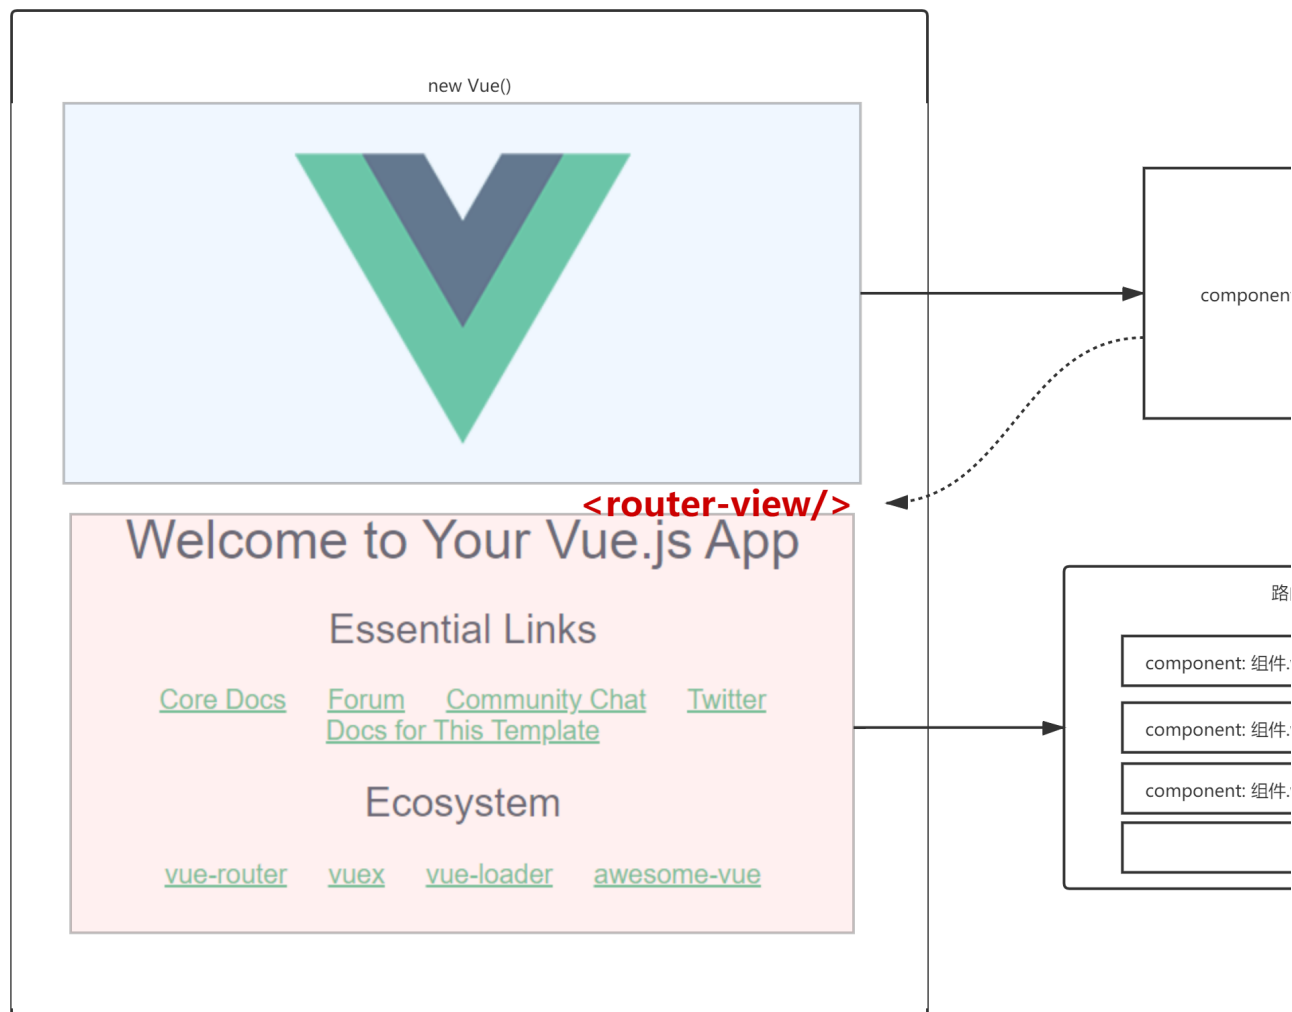 new Vue()
component
<router-view/>
Welcome to Your Vue.js App
Essential Links
Core Docs Forum Community Chat Twitter
Docs for This Template
Ecosystem
vue-router vuex vue-loader awesome-vue
路
component: 组件.
component: 组件.
component: 组件.